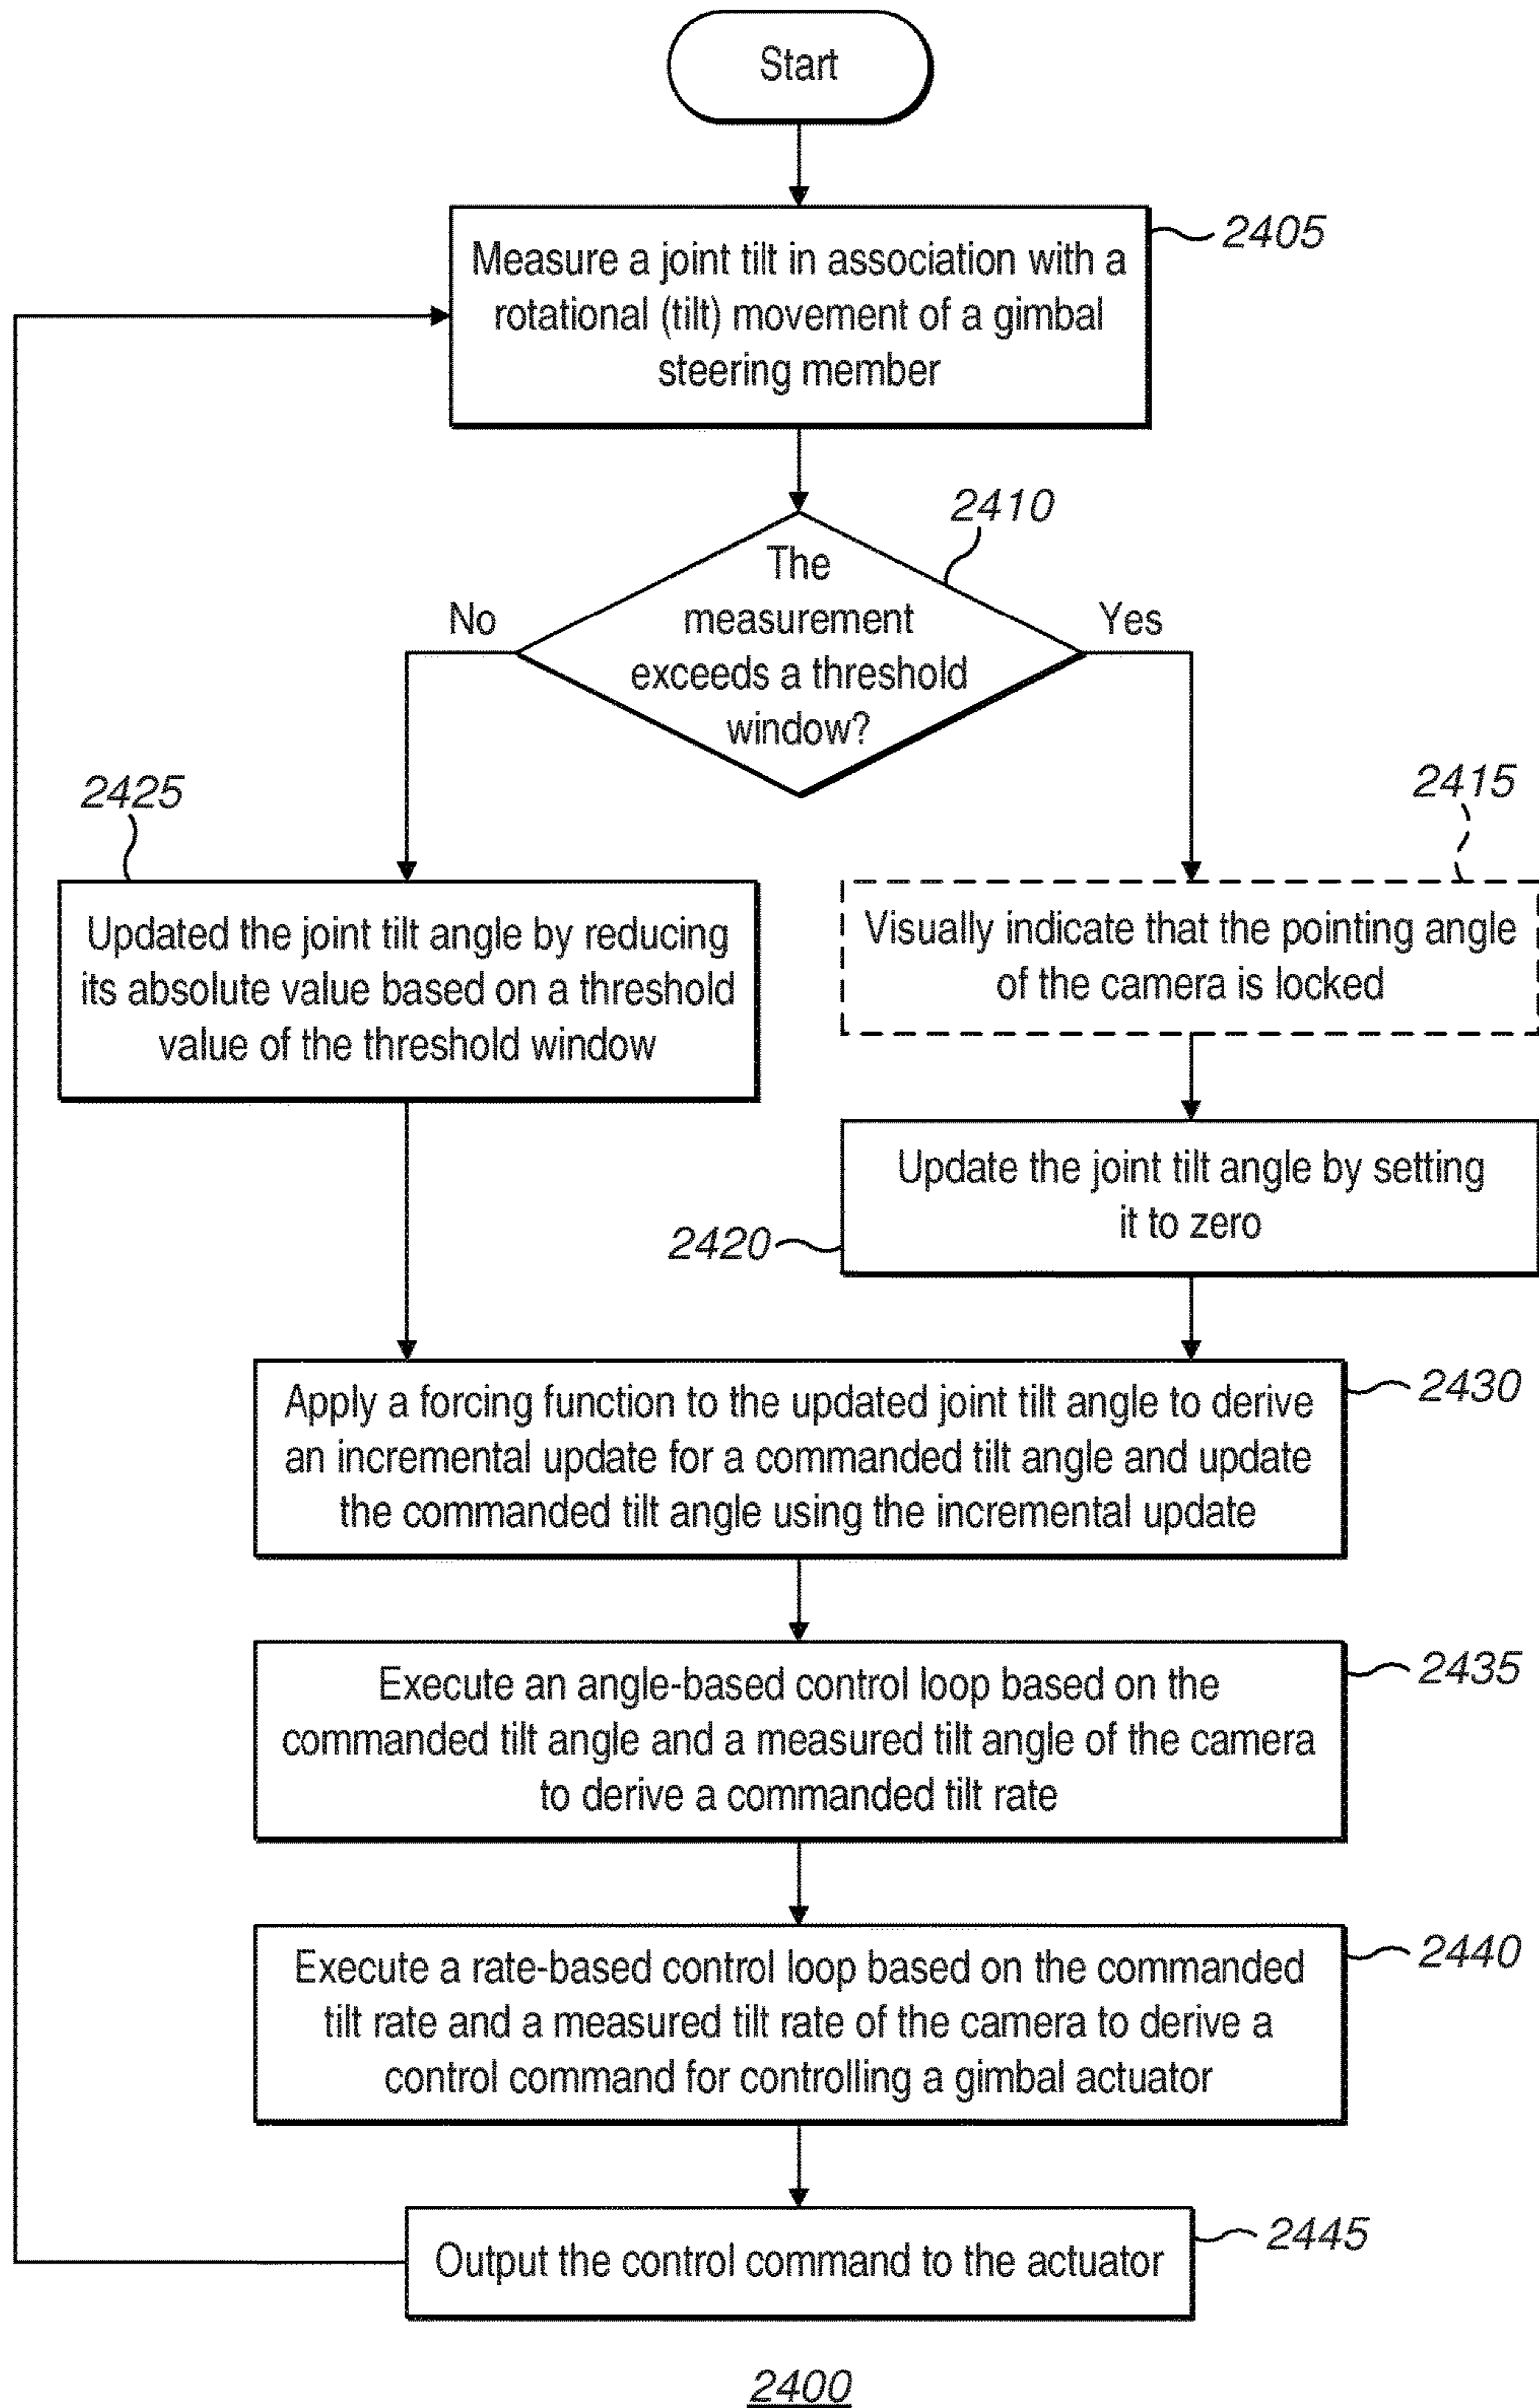 Start
2405
Measure a joint tilt in association with a
rotational (tilt) movement of a gimbal
steering member
2410
The
measurement
exceeds a threshold
window?
No
Yes
2425
Updated the joint tilt angle by reducing
its absolute value based on a threshold
value of the threshold window
2415
Visually indicate that the pointing angle
of the camera is locked
Update the joint tilt angle by setting
it to zero
2420
Apply a forcing function to the updated joint tilt angle to derive
an incremental update for a commanded tilt angle and update
the commanded tilt angle using the incremental update
2430
Execute an angle-based control loop based on the
commanded tilt angle and a measured tilt angle of the camera
to derive a commanded tilt rate
2435
Execute a rate-based control loop based on the commanded
tilt rate and a measured tilt rate of the camera to derive a
control command for controlling a gimbal actuator
2440
Output the control command to the actuator
2445
2400